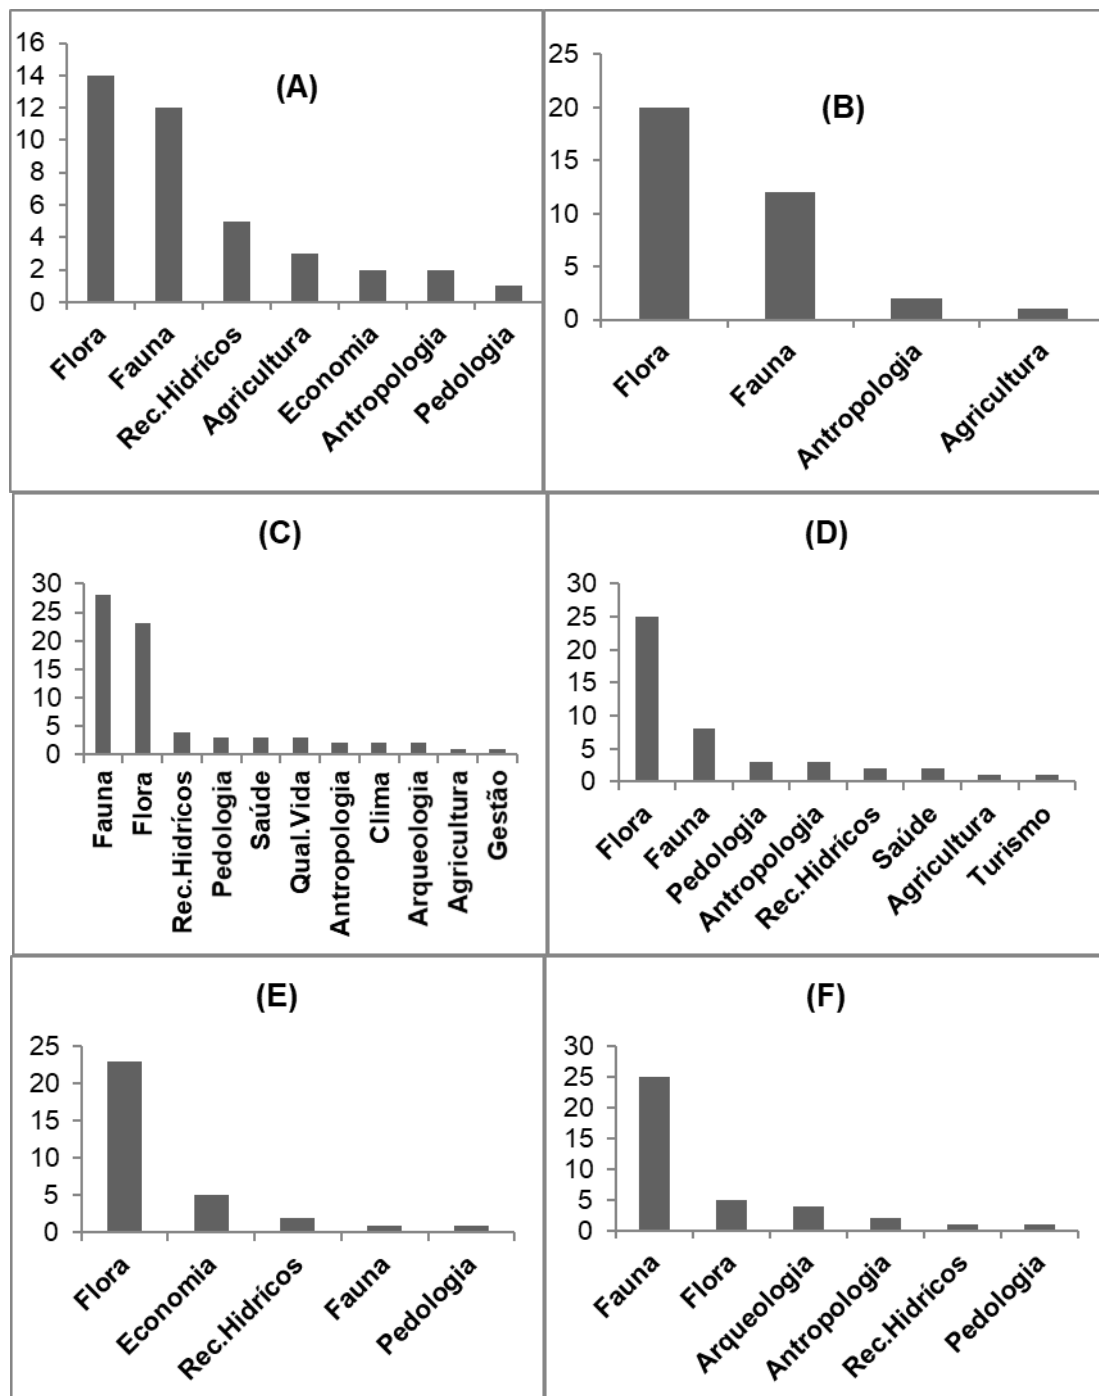 (A)
16
14
12
10
8
6
4
2
0
Flora
Fauna
Rec.Hidrícos
Agricultura
Economia
Antropologia
Pedologia
(B)
25
20
15
10
5
0
Flora
Fauna
Antropologia
Agricultura
(C)
30
25
20
15
10
5
0
Fauna
Flora
Rec.Hidrícos
Pedologia
Saúde
Qual.Vida
Antropologia
Clima
Arqueologia
Agricultura
Gestão
(D)
30
25
20
15
10
5
0
Flora
Fauna
Pedologia
Antropologia
Rec.Hidrícos
Saúde
Agricultura
Turismo
(E)
25
20
15
10
5
0
Flora
Economia
Rec.Hidrícos
Fauna
Pedologia
(F)
30
25
20
15
10
5
0
Fauna
Flora
Arqueologia
Antropologia
Rec.Hidrícos
Pedologia